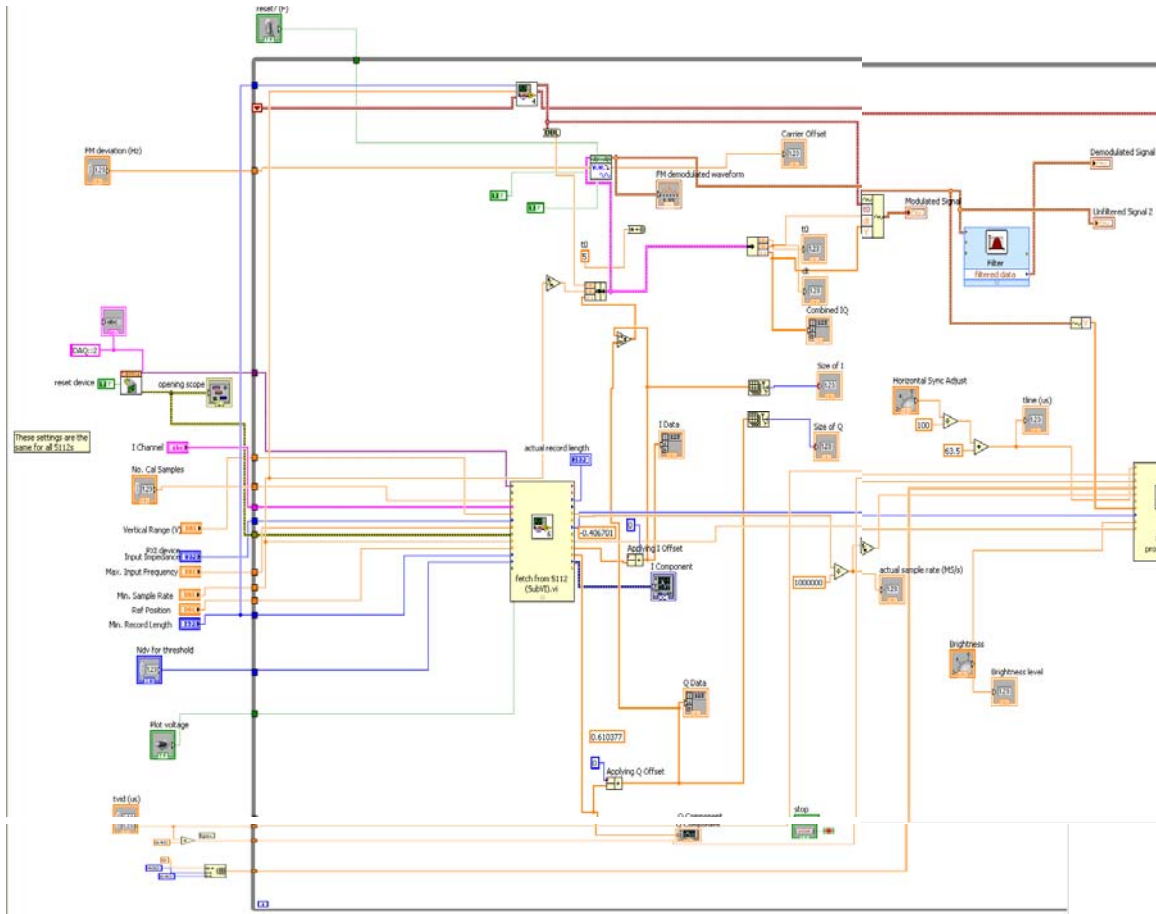 reset/ (F)
FM deviation (Hz)
Carrier Offset
FM demodulated waveform
Demodulated Signal
Modulated Signal
Unfiltered Signal 2
Filter
filtered data
t0
5
t0
dt
Combined IQ
DAQ::2
reset device
opening scope
These settings are the
same for all 5112s
I Channel
No. Cal Samples
Vertical Range (V)
PXI device
Input Impedance
Max. Input Frequency
Min. Sample Rate
Ref Position
Min. Record Length
Ndv for threshold
Plot voltage
actual record length
fetch from 5112
(SubVI).vi
-0.406701
Applying I Offset
I Component
I Data
Size of I
Size of Q
Horizontal Sync Adjust
100
63.5
tline (us)
1000000
actual sample rate (MS/s)
Brightness
Brightness level
Q Data
0.610377
Applying Q Offset
Q Component
stop
tvid (us)